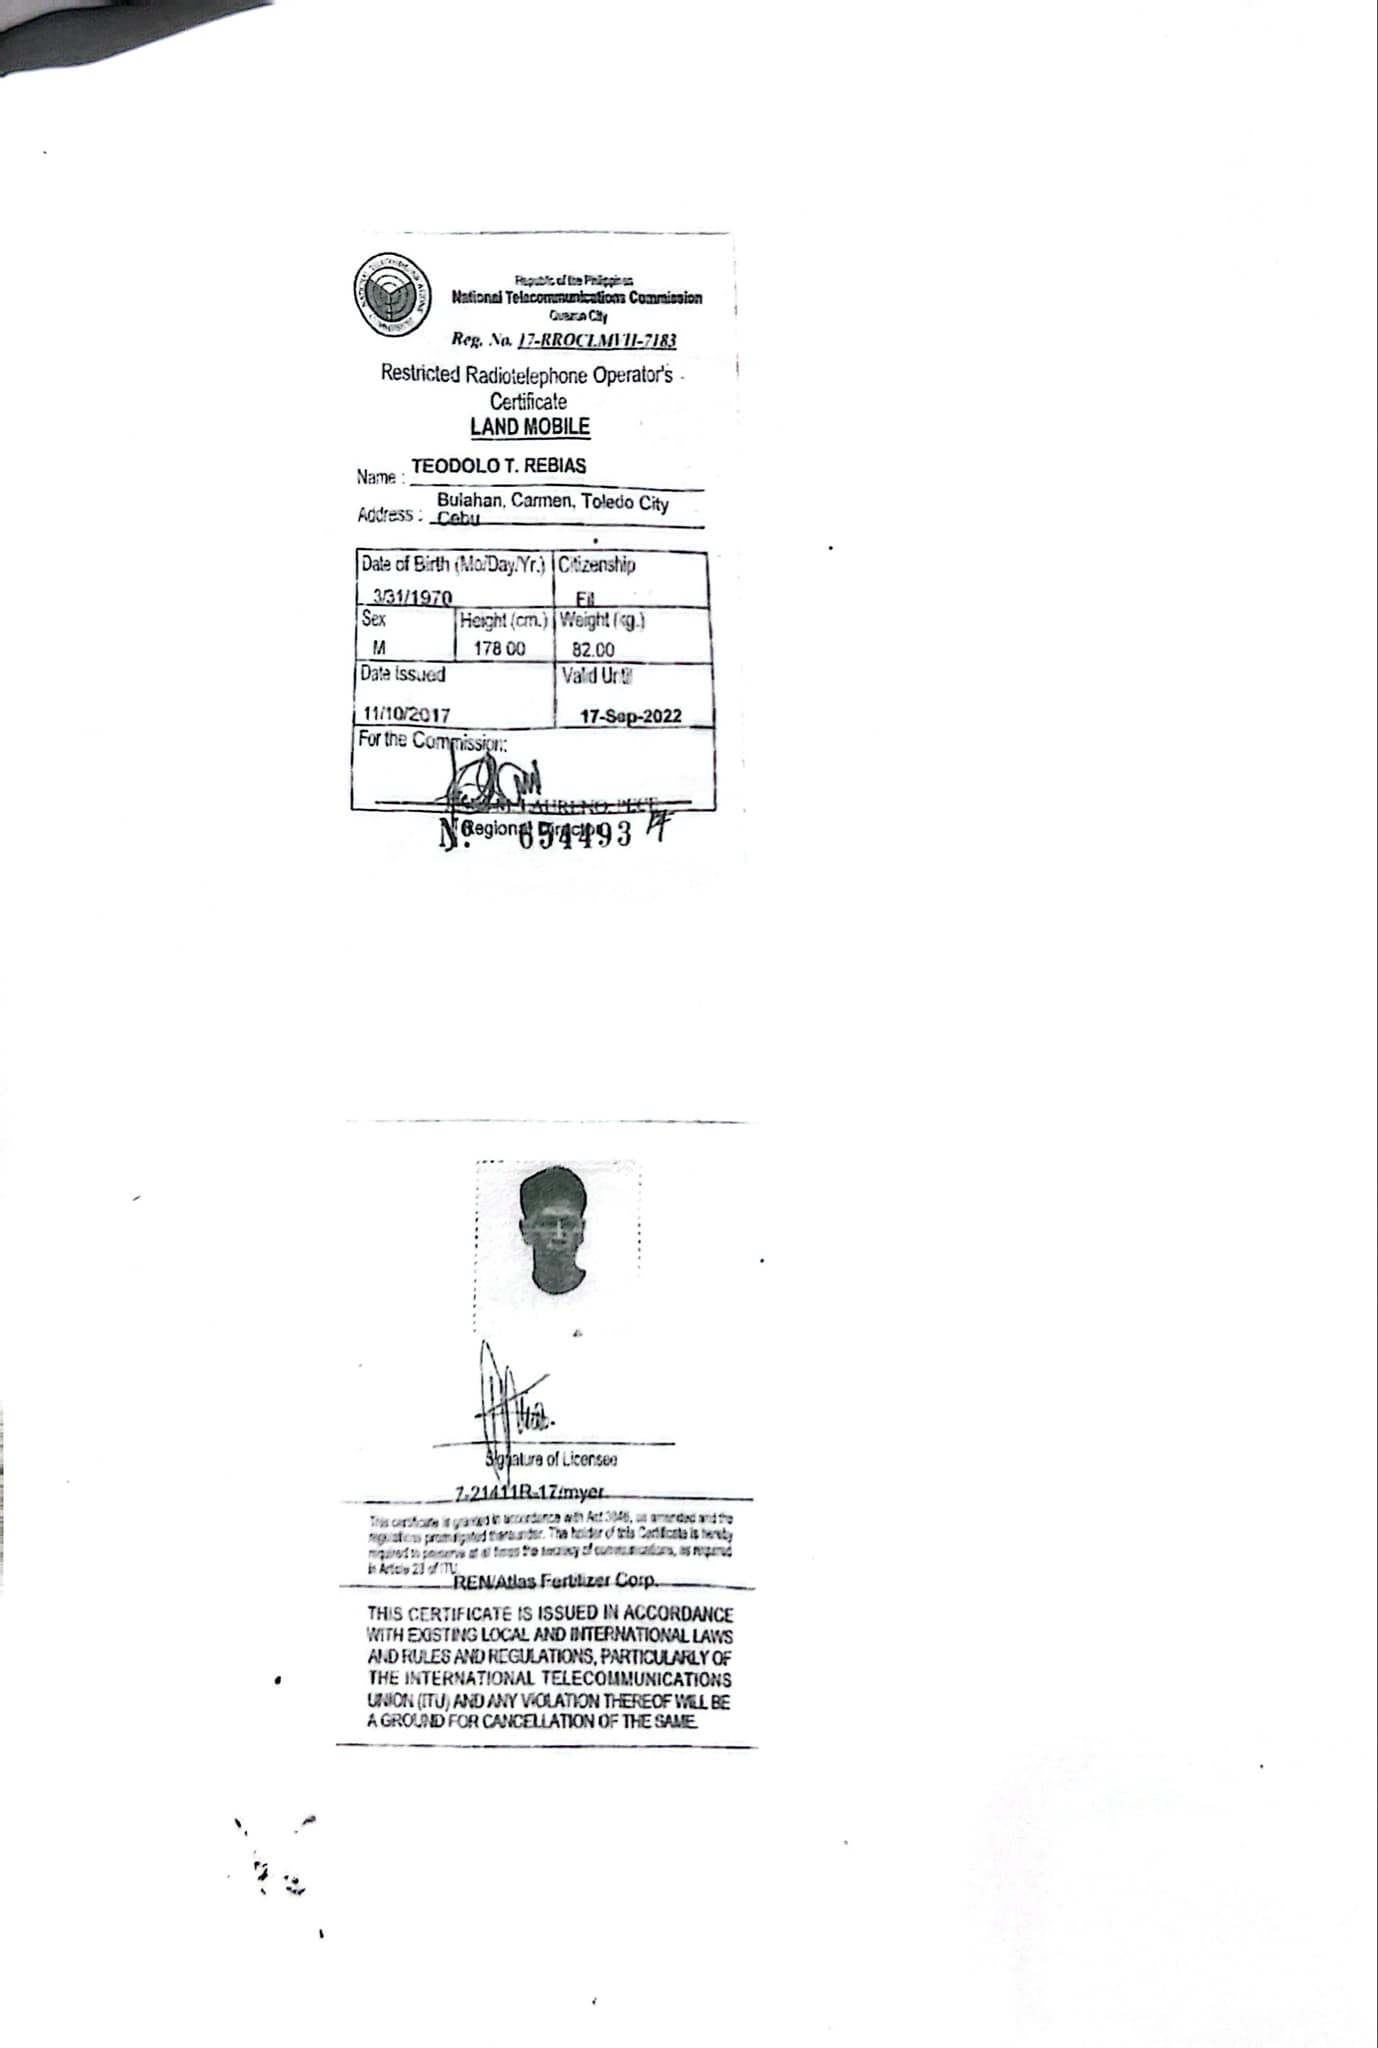 Republic of the Philippines
National Telecommunications Commission
Quezon City
Reg. No. 17-RROCLMVII-7183
Restricted Radiotelephone Operator's
Certificate
LAND MOBILE
Name : TEODOLO T. REBIAS
Address : Bulahan, Carmen, Toledo City
Cebu
Date of Birth (Mo/Day/Yr.) Citizenship
3/31/1970 Fil
Sex Height (cm.) Weight (kg.)
M 178.00 82.00
Date Issued Valid Until
11/10/2017 17-Sep-2022
For the Commission:
Regional Director
No. 654493
Signature of Licensee
7-21411R-17/myer
This certificate is granted in accordance with Act 3846, as amended and the
regulations promulgated thereunder. The holder of this Certificate is hereby
required to preserve at all times the secrecy of communications, as required
in Article 23 of ITU.
REN/Atlas Fertilizer Corp.
THIS CERTIFICATE IS ISSUED IN ACCORDANCE
WITH EXISTING LOCAL AND INTERNATIONAL LAWS
AND RULES AND REGULATIONS, PARTICULARLY OF
THE INTERNATIONAL TELECOMMUNICATIONS
UNION (ITU) AND ANY VIOLATION THEREOF WILL BE
A GROUND FOR CANCELLATION OF THE SAME.